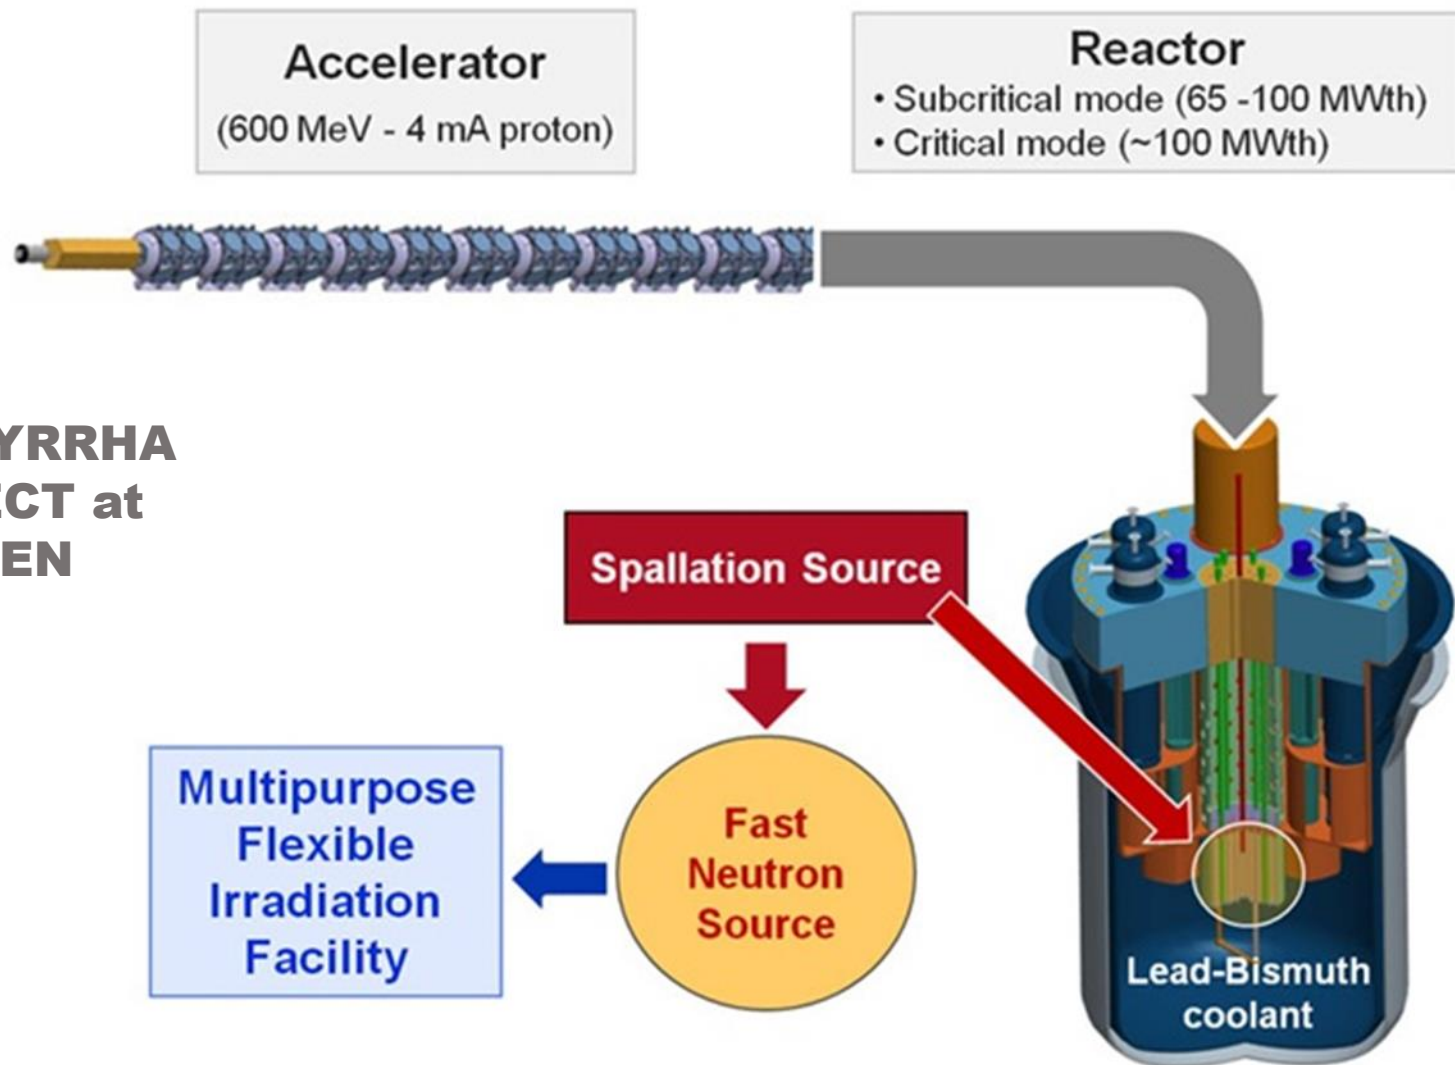 Accelerator
(600 MeV - 4 mA proton)
Reactor
• Subcritical mode (65 -100 MWth)
• Critical mode (~100 MWth)
YRRHA
ECT at
EN
Spallation Source
Fast
Neutron
Source
Multipurpose
Flexible
Irradiation
Facility
Lead-Bismuth
coolant